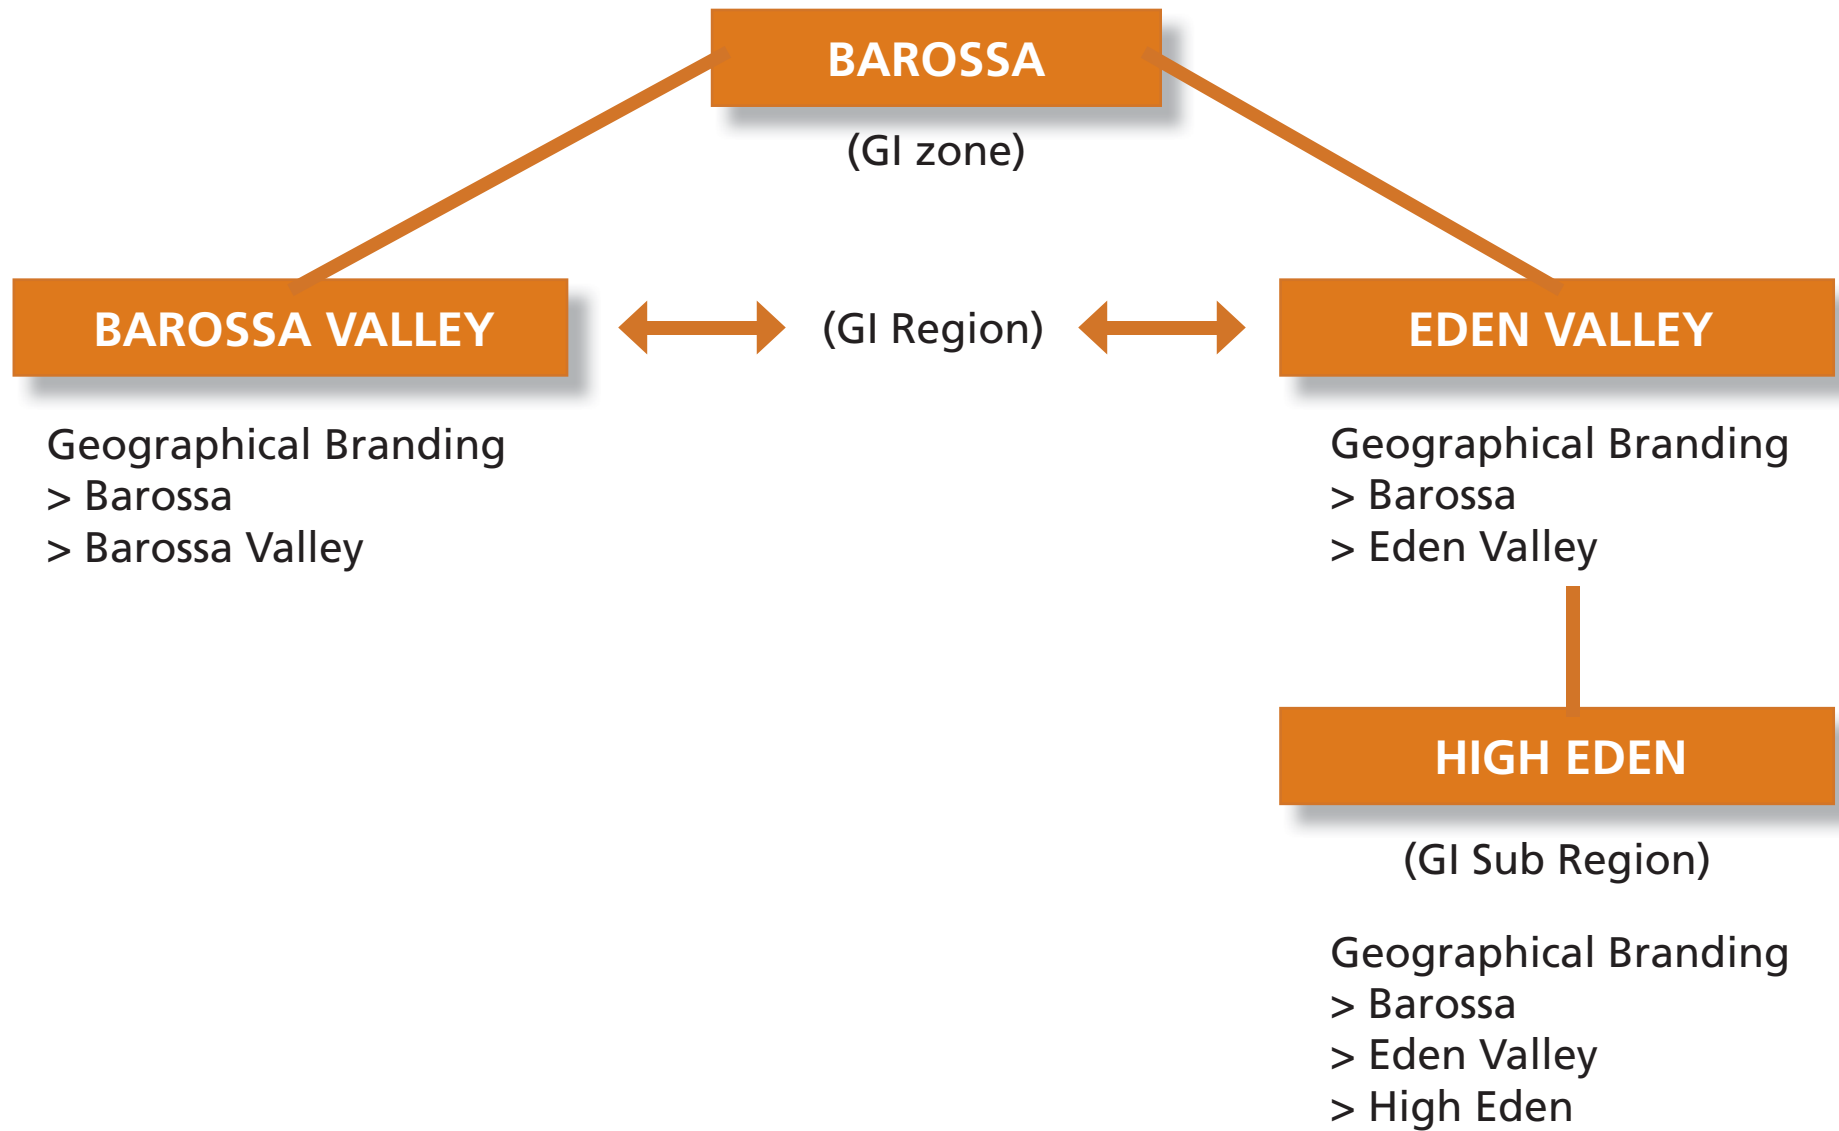 BAROSSA
(GI zone)
BAROSSA VALLEY
(GI Region)
EDEN VALLEY
Geographical Branding
> Barossa
> Barossa Valley
Geographical Branding
> Barossa
> Eden Valley
HIGH EDEN
(GI Sub Region)
Geographical Branding
> Barossa
> Eden Valley
> High Eden